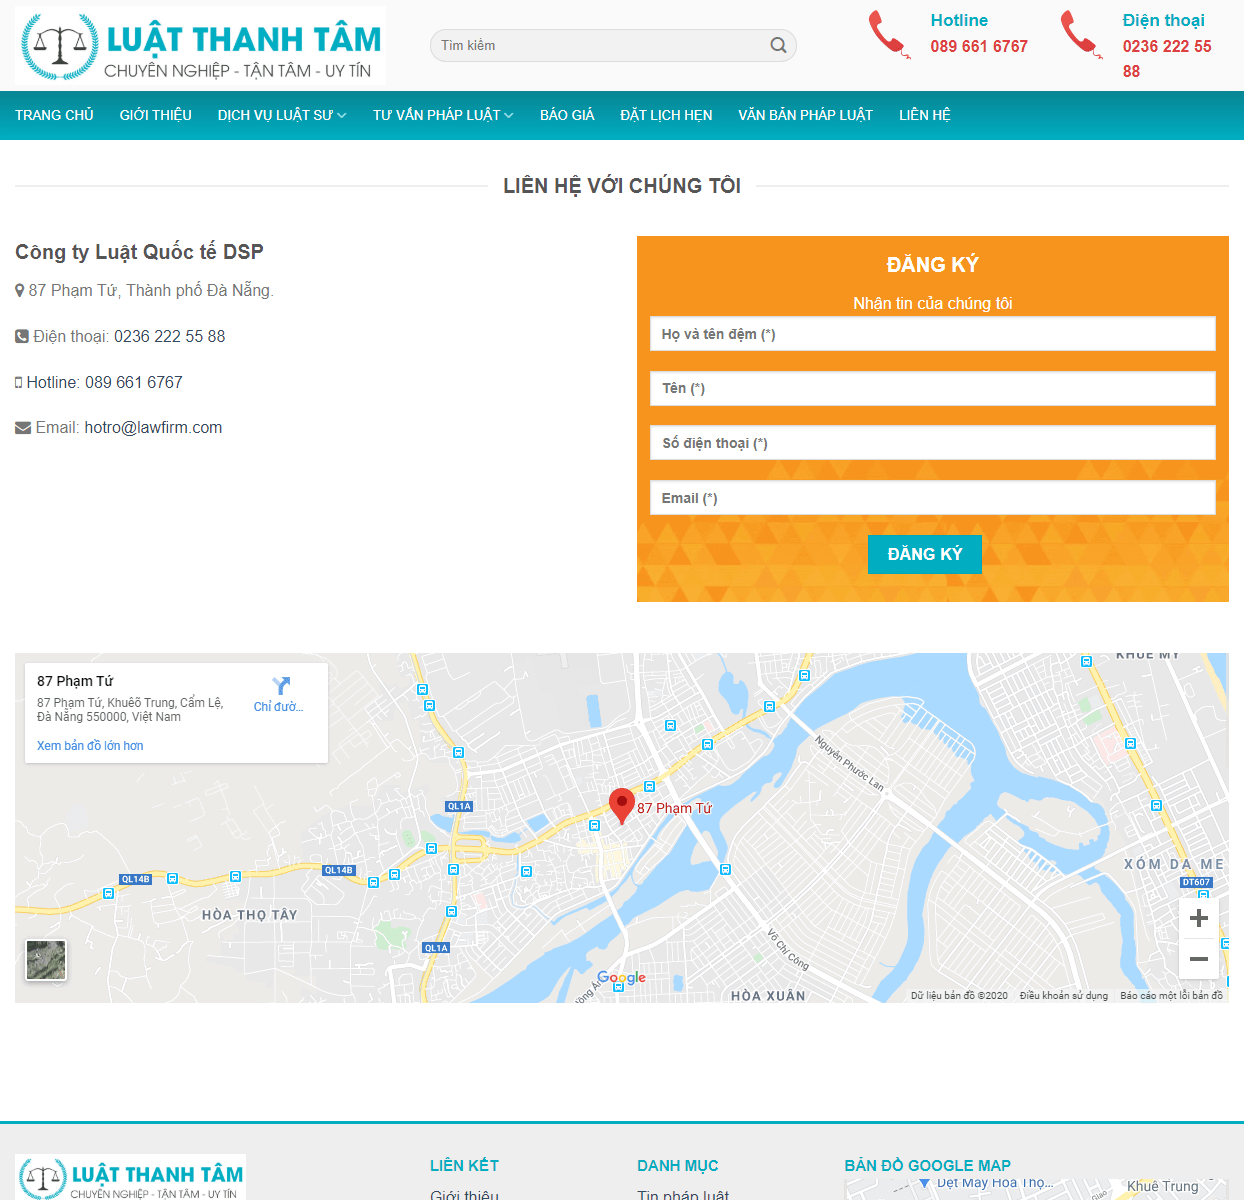 LUẬT THANH TÂM
CHUYÊN NGHIỆP - TẬN TÂM - UY TÍN
Tìm kiếm
Hotline
089 661 6767
Điện thoại
0236 222 55
88
TRANG CHỦ GIỚI THIỆU DỊCH VỤ LUẬT SƯ TƯ VẤN PHÁP LUẬT BÁO GIÁ ĐẶT LỊCH HẸN VĂN BẢN PHÁP LUẬT LIÊN HỆ
LIÊN HỆ VỚI CHÚNG TÔI
Công ty Luật Quốc tế DSP
87 Phạm Tứ, Thành phố Đà Nẵng.
Điện thoại: 0236 222 55 88
Hotline: 089 661 6767
Email: hotro@lawfirm.com
ĐĂNG KÝ
Nhận tin của chúng tôi
Họ và tên đệm (*)
Tên (*)
Số điện thoại (*)
Email (*)
ĐĂNG KÝ
87 Phạm Tứ
87 Phạm Tứ, Khuê Trung, Cẩm Lệ,
Đà Nẵng 550000, Việt Nam
Chỉ đườ...
Xem bản đồ lớn hơn
KHUÊ MỸ
Nguyễn Phước Lan
QL1A
87 Phạm Tứ
XÓM DA ME
QL14B
QL14B
DT607
HÒA THỌ TÂY
QL1A
Võ Chí Công
Google
HÒA XUÂN
Dữ liệu bản đồ ©2020 Điều khoản sử dụng Báo cáo một lỗi bản đồ
LUẬT THANH TÂM
CHUYÊN NGHIỆP - TẬN TÂM - UY TÍN
LIÊN KẾT
Giới thiệu
DANH MỤC
Tin pháp luật
BẢN ĐỒ GOOGLE MAP
Dệt May Hòa Thọ...
Khuê Trung